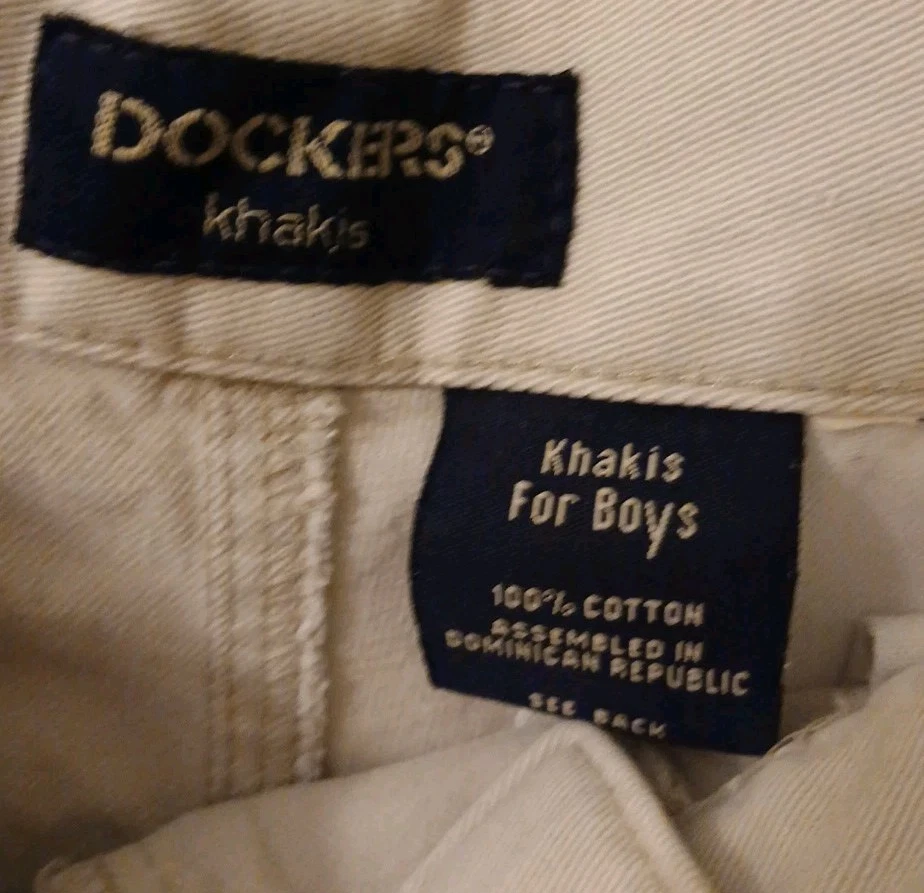 DOCKERS®
khakis
Khakis
For Boys
100% COTTON
ASSEMBLED IN
DOMINICAN REPUBLIC
SEE BACK